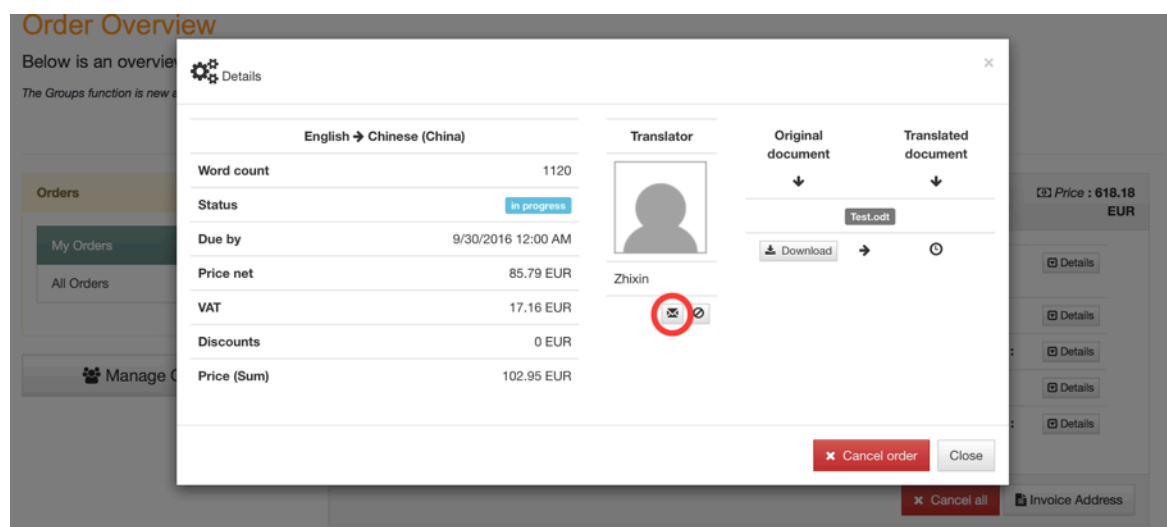 Order Overview
Below is an overvie
The Groups function is new a
Details
×
English → Chinese (China)
Word count 1120
Status in progress
Due by 9/30/2016 12:00 AM
Price net 85.79 EUR
VAT 17.16 EUR
Discounts 0 EUR
Price (Sum) 102.95 EUR
Translator
Zhixin
Original
document
Translated
document
Test.odt
Download
Cancel order
Close
Orders
My Orders
All Orders
Manage
Price : 618.18
EUR
Details
Details
: Details
Details
: Details
Cancel all
Invoice Address